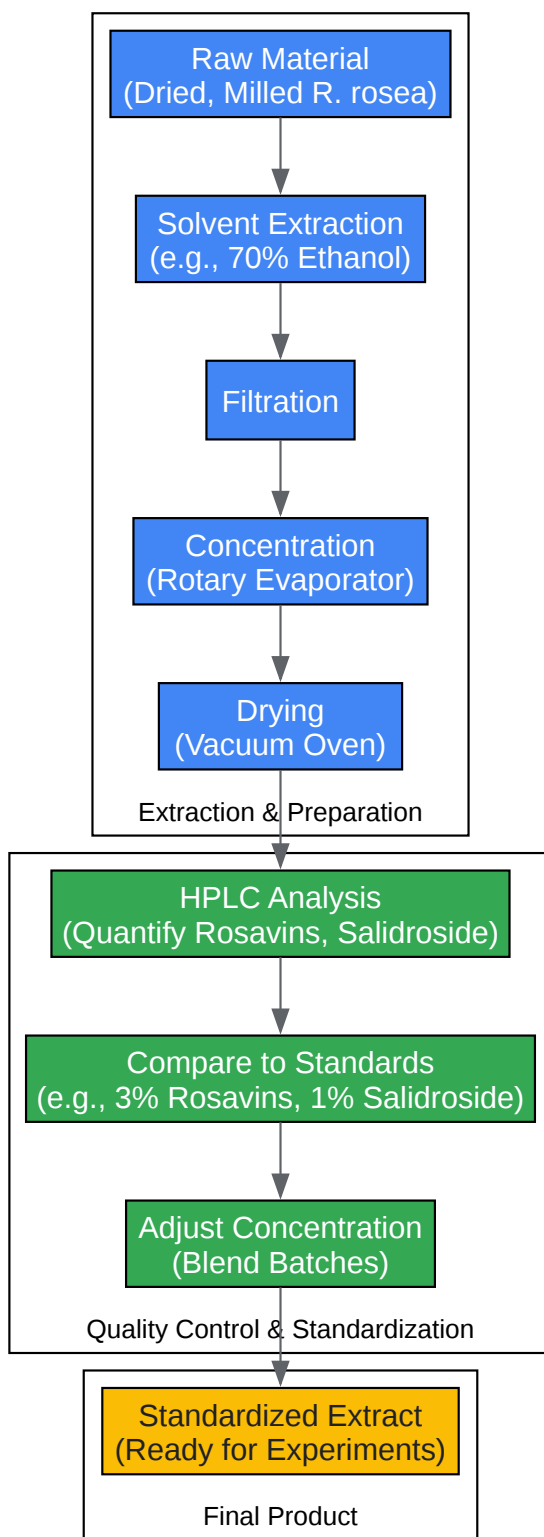 Raw Material
(Dried, Milled R. rosea)
Solvent Extraction
(e.g., 70% Ethanol)
Filtration
Concentration
(Rotary Evaporator)
Drying
(Vacuum Oven)
Extraction & Preparation
HPLC Analysis
(Quantify Rosavins, Salidroside)
Compare to Standards
(e.g., 3% Rosavins, 1% Salidroside)
Adjust Concentration
(Blend Batches)
Quality Control & Standardization
Standardized Extract
(Ready for Experiments)
Final Product